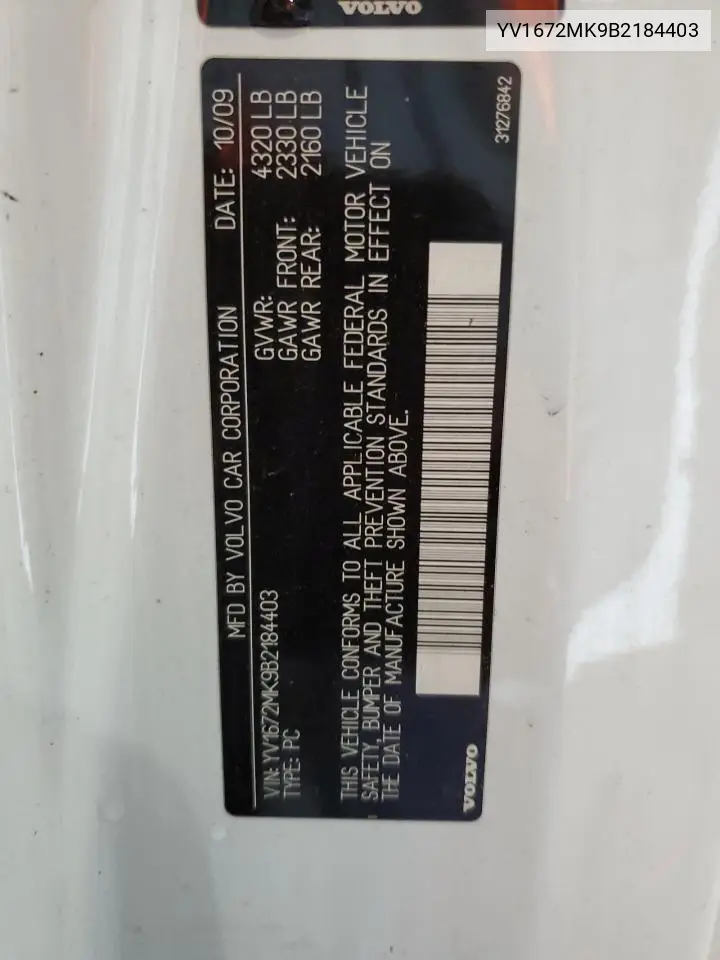 VOLVO
YV1672MK9B2184403
MFD BY VOLVO CAR CORPORATION DATE: 10/09
VIN: YV1672MK9B2184403 GVWR: 4320 LB
TYPE: PC GAWR FRONT: 2330 LB
GAWR REAR: 2160 LB
THIS VEHICLE CONFORMS TO ALL APPLICABLE FEDERAL MOTOR VEHICLE
SAFETY, BUMPER AND THEFT PREVENTION STANDARDS IN EFFECT ON
THE DATE OF MANUFACTURE SHOWN ABOVE.
VOLVO
31276842